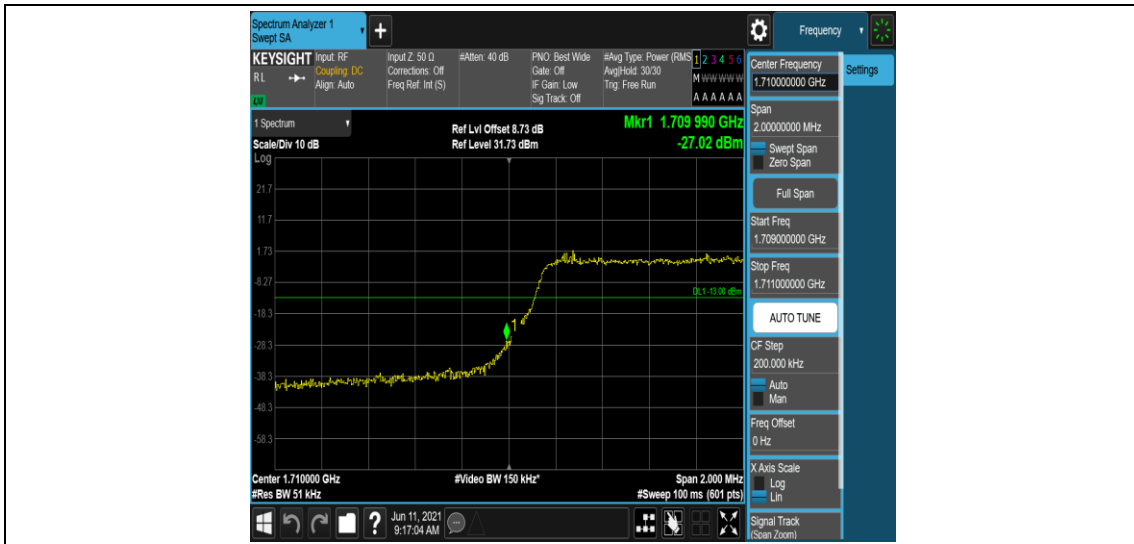 Spectrum Analyzer 1
Swept SA
+
Frequency
KEYSIGHT
RL
LXI
Input: RF
Coupling: DC
Align: Auto
Input Z: 50 Ω
Corrections: Off
Freq Ref: Int (S)
#Atten: 40 dB
PNO: Best Wide
Gate: Off
IF Gain: Low
Sig Track: Off
#Avg Type: Power (RMS
Avg|Hold: 30/30
Trig: Free Run
1 2 3 4 5 6
M W W W W W
A A A A A A
1 Spectrum
Scale/Div 10 dB
Log
Ref Lvl Offset 8.73 dB
Ref Level 31.73 dBm
Mkr1 1.709 990 GHz
-27.02 dBm
21.7
11.7
1.73
-8.27
-18.3
-28.3
-38.3
-48.3
-58.3
DL1 -13.00 dBm
1
Center 1.710000 GHz
#Res BW 51 kHz
#Video BW 150 kHz*
Span 2.000 MHz
#Sweep 100 ms (601 pts)
?
Jun 11, 2021
9:17:04 AM
Center Frequency
1.710000000 GHz
Settings
Span
2.00000000 MHz
Swept Span
Zero Span
Full Span
Start Freq
1.709000000 GHz
Stop Freq
1.711000000 GHz
AUTO TUNE
CF Step
200.000 kHz
Auto
Man
Freq Offset
0 Hz
X Axis Scale
Log
Lin
Signal Track
(Span Zoom)